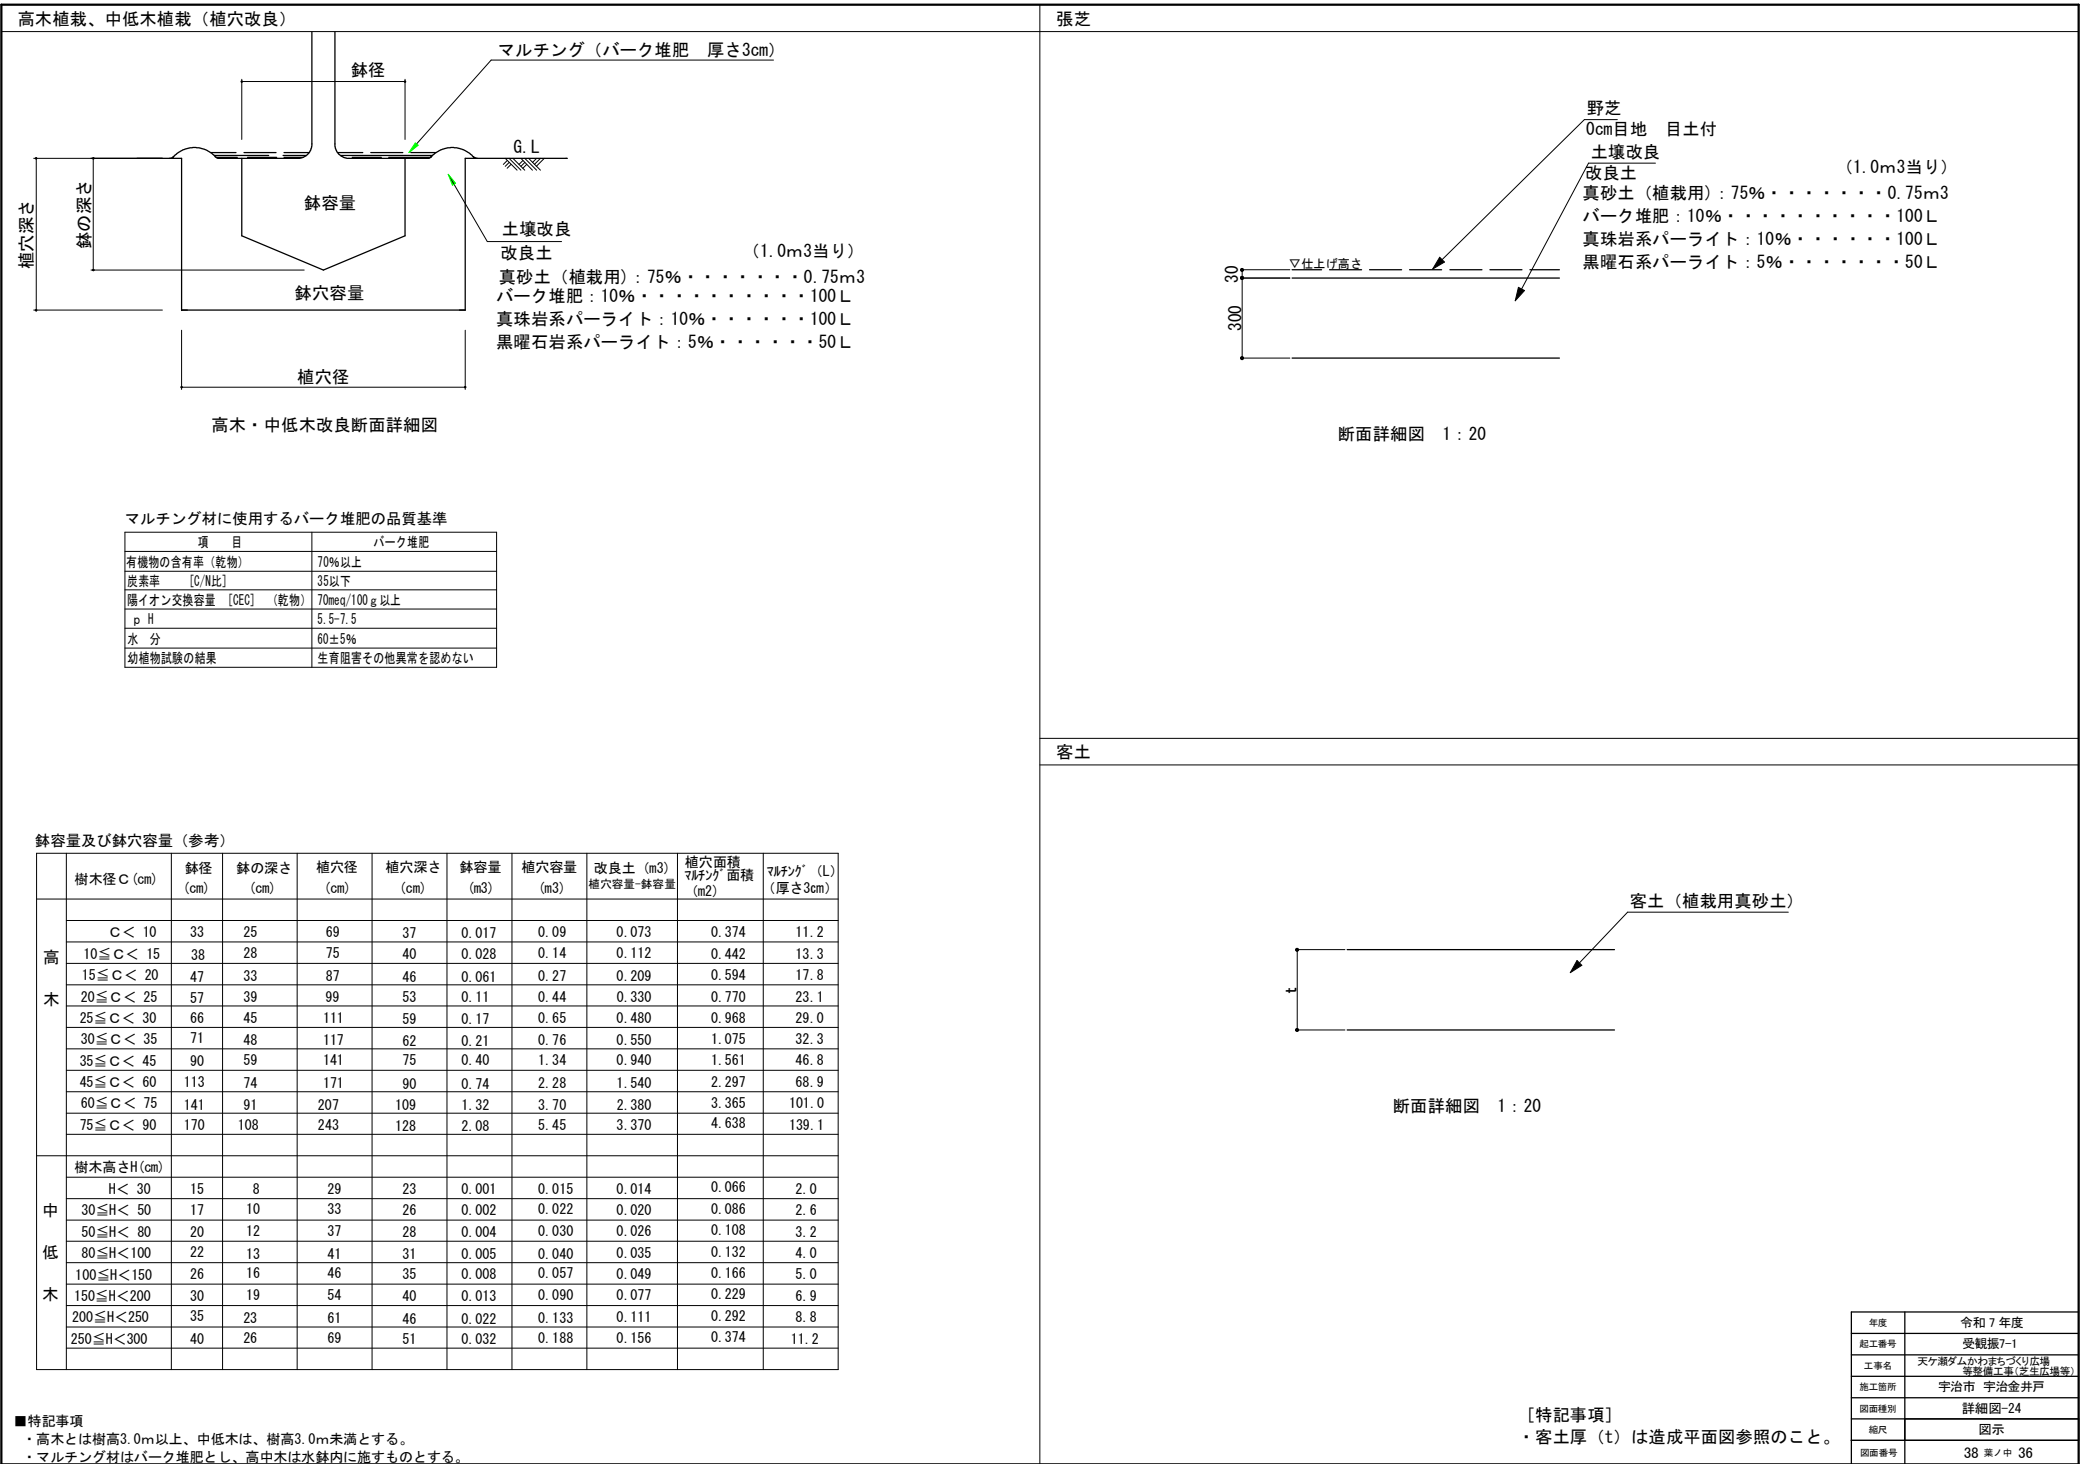 高木植栽、中低木植栽（植穴改良）
マルチング（バーク堆肥　厚さ3cm）
鉢径
G.L
植穴深さ
鉢の深さ
鉢容量
鉢穴容量
植穴径
土壌改良
改良土　（1.0m3当り）
真砂土（植栽用）：75%・・・・・・・0.75m3
バーク堆肥：10%・・・・・・・・・・100L
真珠岩系パーライト：10%・・・・・・100L
黒曜石岩系パーライト：5%・・・・・・50L
高木・中低木改良断面詳細図
マルチング材に使用するバーク堆肥の品質基準
項　目　バーク堆肥
有機物の含有率（乾物）　70%以上
炭素率　［C/N比］　35以下
陽イオン交換容量　［CEC］　（乾物）　70meq/100ｇ以上
ｐＨ　5.5-7.5
水　分　60±5%
幼植物試験の結果　生育阻害その他異常を認めない
鉢容量及び鉢穴容量（参考）
樹木径Ｃ(cm)　鉢径(cm)　鉢の深さ(cm)　植穴径(cm)　植穴深さ(cm)　鉢容量(m3)　植穴容量(m3)　改良土（m3）植穴容量-鉢容量　植穴面積 ﾏﾙﾁﾝｸﾞ面積(m2)　ﾏﾙﾁﾝｸﾞ（L）（厚さ3cm）
高木
Ｃ＜ 10　33　25　69　37　0.017　0.09　0.073　0.374　11.2
10≦Ｃ＜ 15　38　28　75　40　0.028　0.14　0.112　0.442　13.3
15≦Ｃ＜ 20　47　33　87　46　0.061　0.27　0.209　0.594　17.8
20≦Ｃ＜ 25　57　39　99　53　0.11　0.44　0.330　0.770　23.1
25≦Ｃ＜ 30　66　45　111　59　0.17　0.65　0.480　0.968　29.0
30≦Ｃ＜ 35　71　48　117　62　0.21　0.76　0.550　1.075　32.3
35≦Ｃ＜ 45　90　59　141　75　0.40　1.34　0.940　1.561　46.8
45≦Ｃ＜ 60　113　74　171　90　0.74　2.28　1.540　2.297　68.9
60≦Ｃ＜ 75　141　91　207　109　1.32　3.70　2.380　3.365　101.0
75≦Ｃ＜ 90　170　108　243　128　2.08　5.45　3.370　4.638　139.1
中低木
樹木高さH(cm)
H＜ 30　15　8　29　23　0.001　0.015　0.014　0.066　2.0
30≦H＜ 50　17　10　33　26　0.002　0.022　0.020　0.086　2.6
50≦H＜ 80　20　12　37　28　0.004　0.030　0.026　0.108　3.2
80≦H＜100　22　13　41　31　0.005　0.040　0.035　0.132　4.0
100≦H＜150　26　16　46　35　0.008　0.057　0.049　0.166　5.0
150≦H＜200　30　19　54　40　0.013　0.090　0.077　0.229　6.9
200≦H＜250　35　23　61　46　0.022　0.133　0.111　0.292　8.8
250≦H＜300　40　26　69　51　0.032　0.188　0.156　0.374　11.2
■特記事項
・高木とは樹高3.0m以上、中低木は、樹高3.0m未満とする。
・マルチング材はバーク堆肥とし、高中木は水鉢内に施すものとする。
張芝
野芝
0cm目地　目土付
土壌改良
改良土　（1.0m3当り）
真砂土（植栽用）：75%・・・・・・・0.75m3
バーク堆肥：10%・・・・・・・・・・100L
真珠岩系パーライト：10%・・・・・・100L
黒曜石系パーライト：5%・・・・・・・50L
▽仕上げ高さ
30
300
断面詳細図　1：20
客土
客土（植栽用真砂土）
t
断面詳細図　1：20
［特記事項］
・客土厚（t）は造成平面図参照のこと。
年度　令和７年度
起工番号　受観振7-1
工事名　天ケ瀬ダムかわまちづくり広場
等整備工事(芝生広場等)
施工箇所　宇治市 宇治金井戸
図面種別　詳細図-24
縮尺　図示
図面番号　38 葉ノ中 36